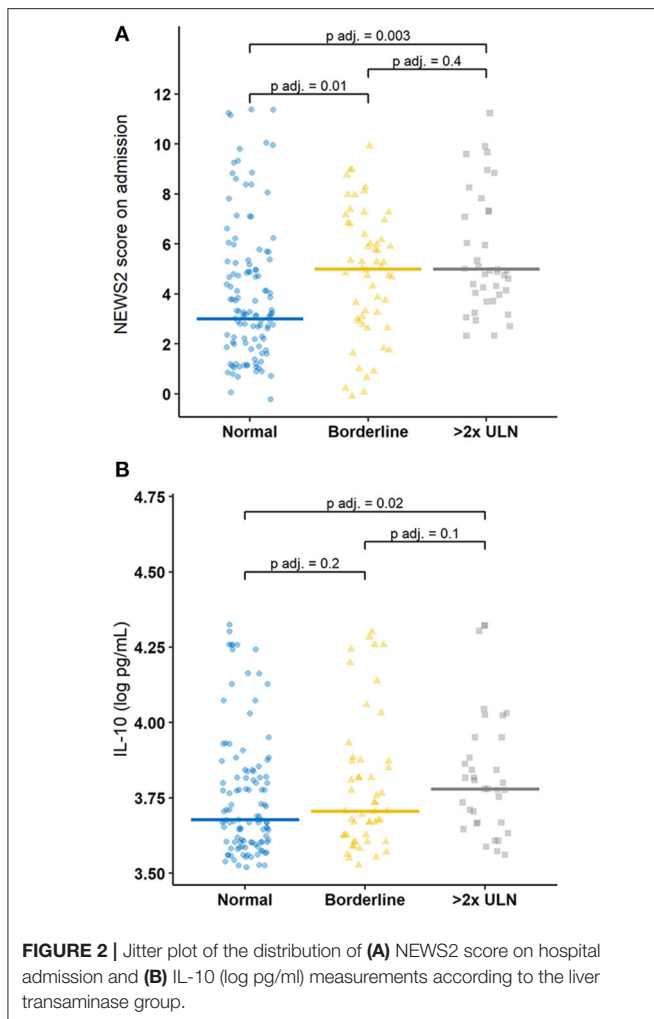 A
p adj. = 0.003
p adj. = 0.4
p adj. = 0.01
NEWS2 score on admission
12
10
8
6
4
2
0
Normal Borderline >2x ULN
B
4.75
p adj. = 0.02
p adj. = 0.1
p adj. = 0.2
4.50
IL-10 (log pg/mL)
4.25
4.00
3.75
3.50
Normal Borderline >2x ULN
FIGURE 2 | Jitter plot of the distribution of (A) NEWS2 score on hospital
admission and (B) IL-10 (log pg/ml) measurements according to the liver
transaminase group.